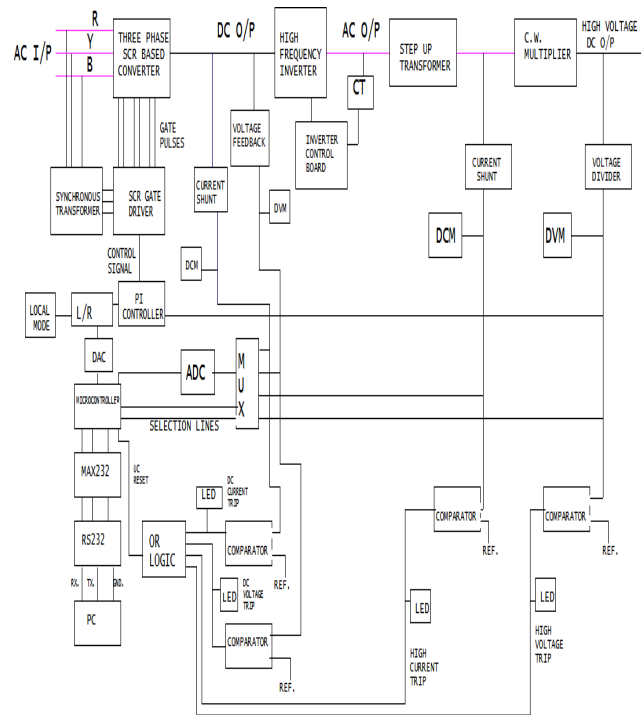 R
Y
B
AC I/P
THREE PHASE
SCR BASED
CONVERTER
DC O/P
HIGH
FREQUENCY
INVERTER
AC O/P
STEP UP
TRANSFORMER
C.W.
MULTIPLIER
HIGH VOLTAGE
DC O/P
CT
GATE
PULSES
VOLTAGE
FEEDBACK
INVERTER
CONTROL
BOARD
SYNCHRONOUS
TRANSFORMER
SCR GATE
DRIVER
CURRENT
SHUNT
DVM
CURRENT
SHUNT
VOLTAGE
DIVIDER
CONTROL
SIGNAL
DCM
DCM
DVM
LOCAL
MODE
L/R
PI
CONTROLLER
DAC
ADC
M
U
X
MICROCONTROLLER
SELECTION LINES
MAX232
UC
RESET
LED
DC
CURRENT
TRIP
COMPARATOR
COMPARATOR
RS232
OR
LOGIC
COMPARATOR
REF.
REF.
REF.
RX.
TX.
GND.
PC
LED
DC
VOLTAGE
TRIP
LED
LED
COMPARATOR
REF.
HIGH
CURRENT
TRIP
HIGH
VOLTAGE
TRIP